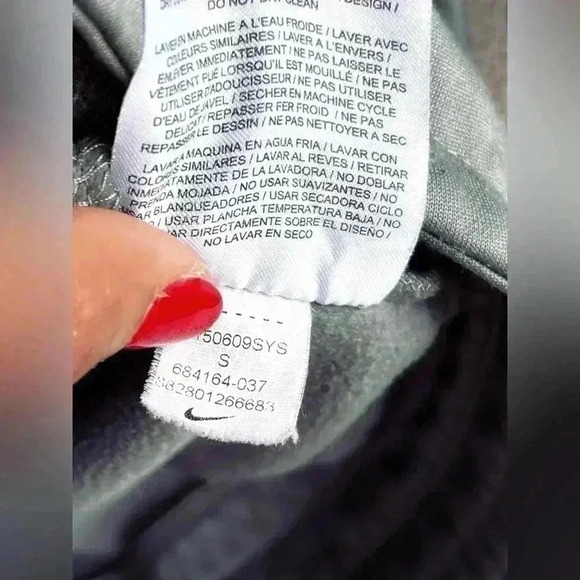 DO NOT DRY CLEAN
LAVER EN MACHINE A L'EAU FROIDE / LAVER AVEC
COULEURS SIMILAIRES / LAVER A L'ENVERS /
ENLEVER IMMEDIATEMENT / NE PAS LAISSER LE
VÊTEMENT PLIÉ LORSQU'IL EST MOUILLÉ / NE PAS
UTILISER D'ADOUCISSEUR / NE PAS UTILISER
D'EAU DE JAVEL / SECHER EN MACHINE CYCLE
DELICAT / REPASSER FER FROID / NE PAS
REPASSER LE DESSIN / NE PAS NETTOYER A SEC
LAVAR A MAQUINA EN AGUA FRIA / LAVAR CON
COLORES SIMILARES / LAVAR AL REVES / RETIRAR
INMEDIATAMENTE DE LA LAVADORA / NO DOBLAR
PRENDA MOJADA / NO USAR SUAVIZANTES / NO
USAR BLANQUEADORES / USAR SECADORA CICLO
/ USAR PLANCHA TEMPERATURA BAJA / NO
DIRECTAMENTE SOBRE EL DISEÑO /
NO LAVAR EN SECO
50609SYS
S
684164-037
882801266683